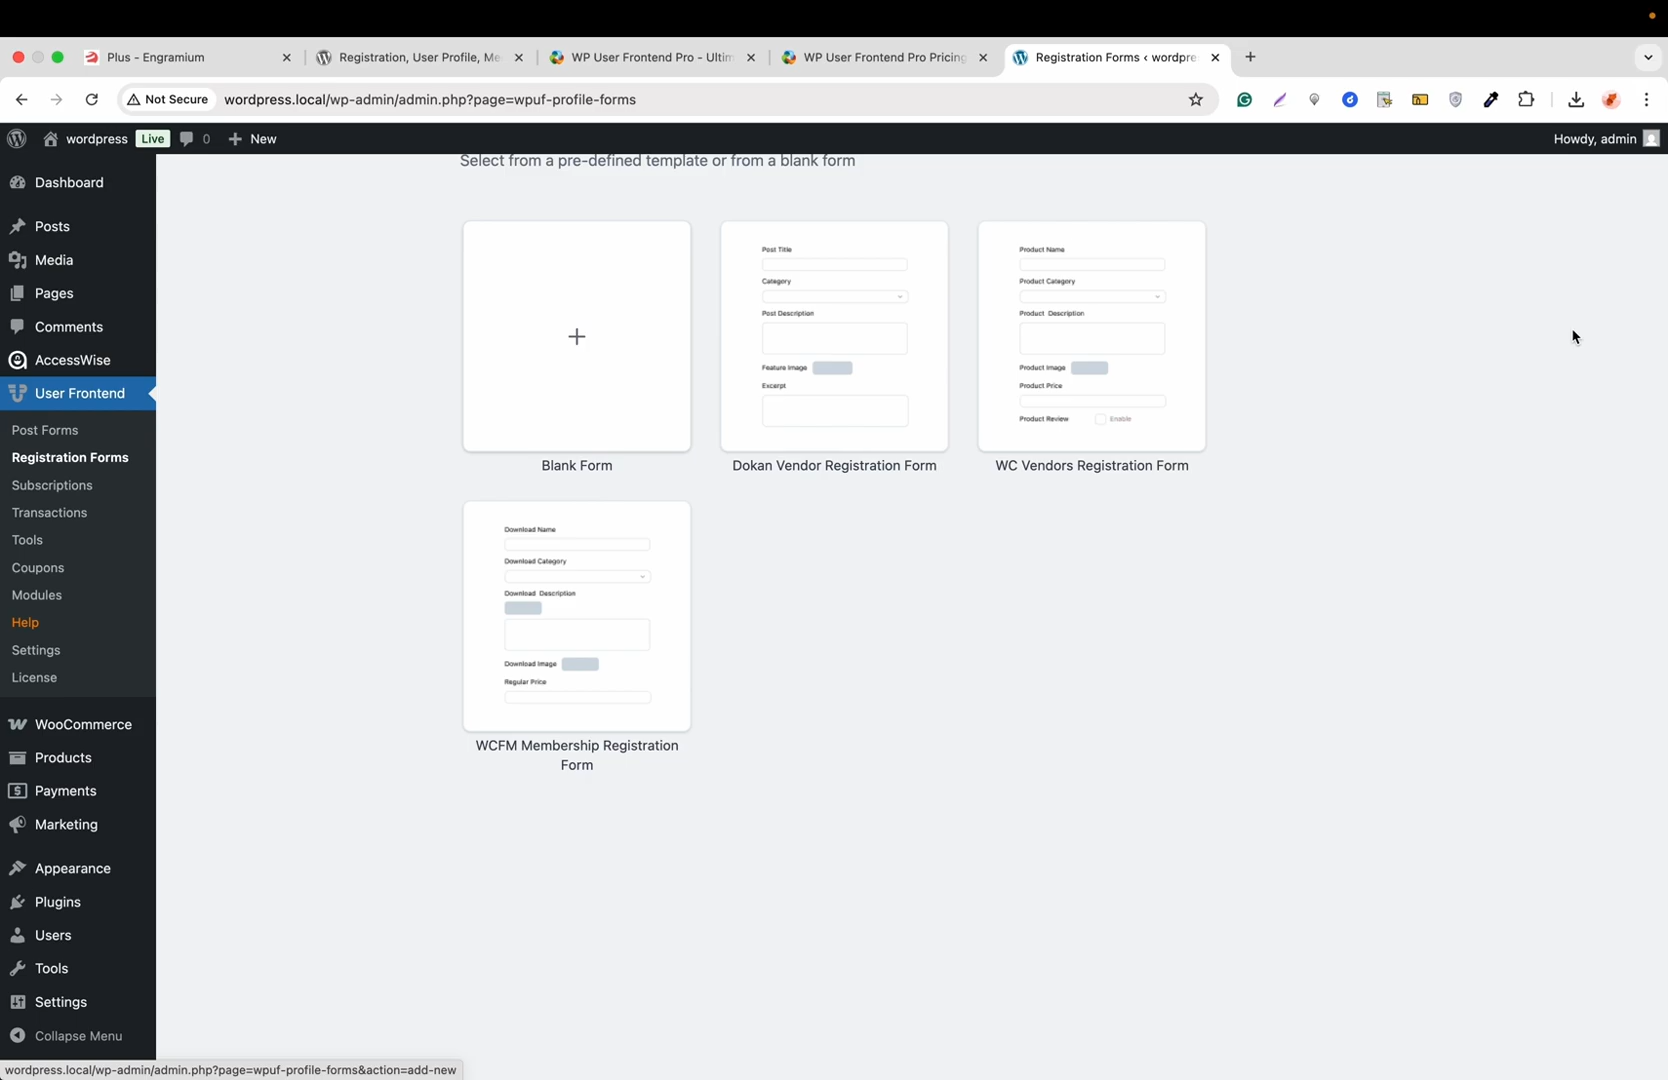 Plus - Engramium
Registration, User Profile, Me
WP User Frontend Pro - Ultim
WP User Frontend Pro Pricing
Registration Forms ‹ wordpre
Not Secure
wordpress.local/wp-admin/admin.php?page=wpuf-profile-forms
wordpress
Live
0
New
Howdy, admin
Select from a pre-defined template or from a blank form
Dashboard
Posts
Media
Pages
Comments
AccessWise
User Frontend
Post Forms
Registration Forms
Subscriptions
Transactions
Tools
Coupons
Modules
Help
Settings
License
WooCommerce
Products
Payments
Marketing
Appearance
Plugins
Users
Tools
Settings
Collapse Menu
Blank Form
Post Title
Category
Post Description
Feature Image
Excerpt
Dokan Vendor Registration Form
Product Name
Product Category
Product Description
Product Image
Product Price
Product Review
Enable
WC Vendors Registration Form
Download Name
Download Category
Download Description
Download Image
Regular Price
WCFM Membership Registration
Form
wordpress.local/wp-admin/admin.php?page=wpuf-profile-forms&action=add-new